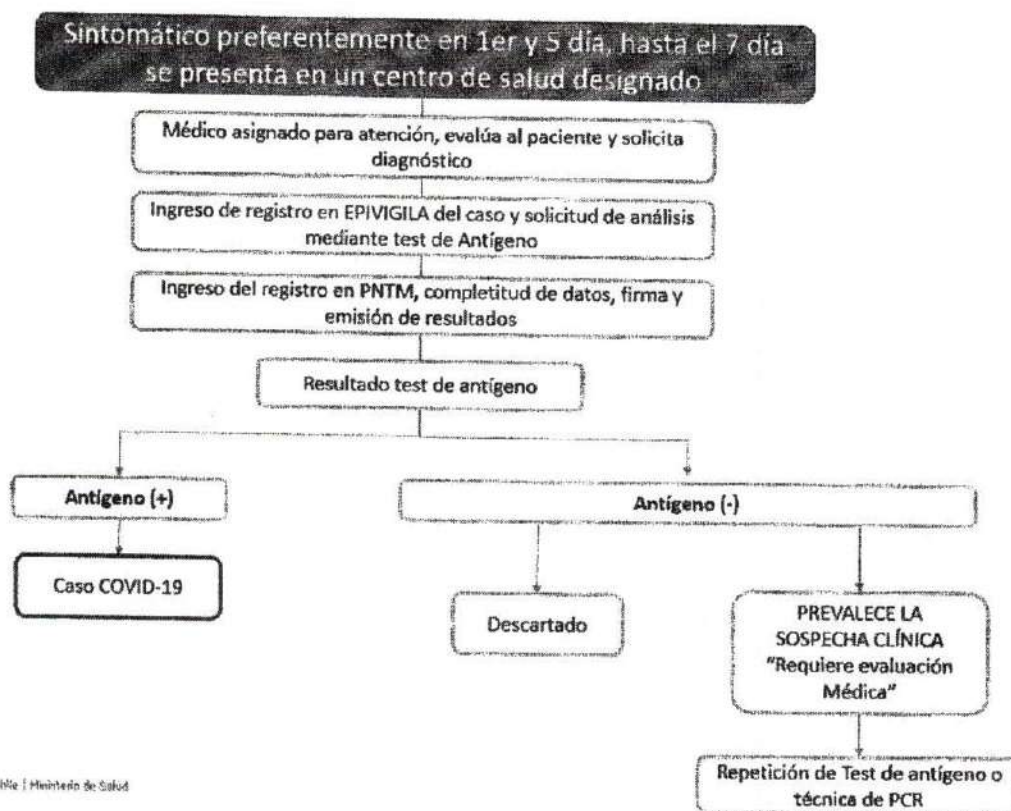 Sintomático preferentemente en 1er y 5 día, hasta el 7 día
se presenta en un centro de salud designado
Médico asignado para atención, evalúa al paciente y solicita
diagnóstico
Ingreso de registro en EPIVIGILA del caso y solicitud de análisis
mediante test de Antígeno
Ingreso del registro en PNTM, completitud de datos, firma y
emisión de resultados
Resultado test de antígeno
Antígeno (+)
Antígeno (-)
Caso COVID-19
Descartado
PREVALECE LA
SOSPECHA CLÍNICA
"Requiere evaluación
Médica"
Repetición de Test de antígeno o
técnica de PCR
| Ministerio de Salud